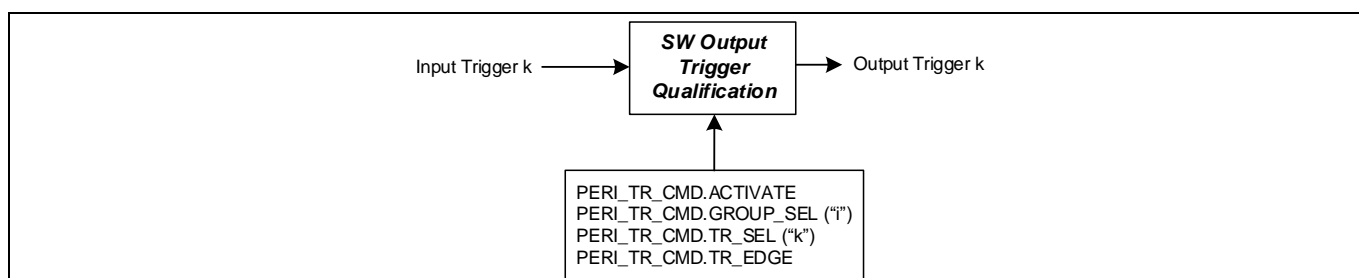 SW Output
Trigger
Qualification
Input Trigger k
Output Trigger k
PERI_TR_CMD.ACTIVATE
PERI_TR_CMD.GROUP_SEL (“i”)
PERI_TR_CMD.TR_SEL (“k”)
PERI_TR_CMD.TR_EDGE